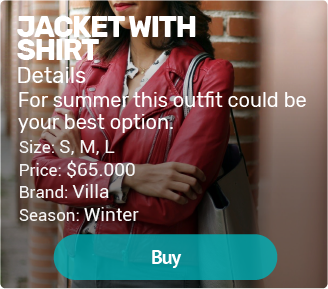 JACKET WITH
SHIRT
Details
For summer this outfit could be
your best option.
Size: S, M, L
Price: $65.000
Brand: Villa
Season: Winter
Buy